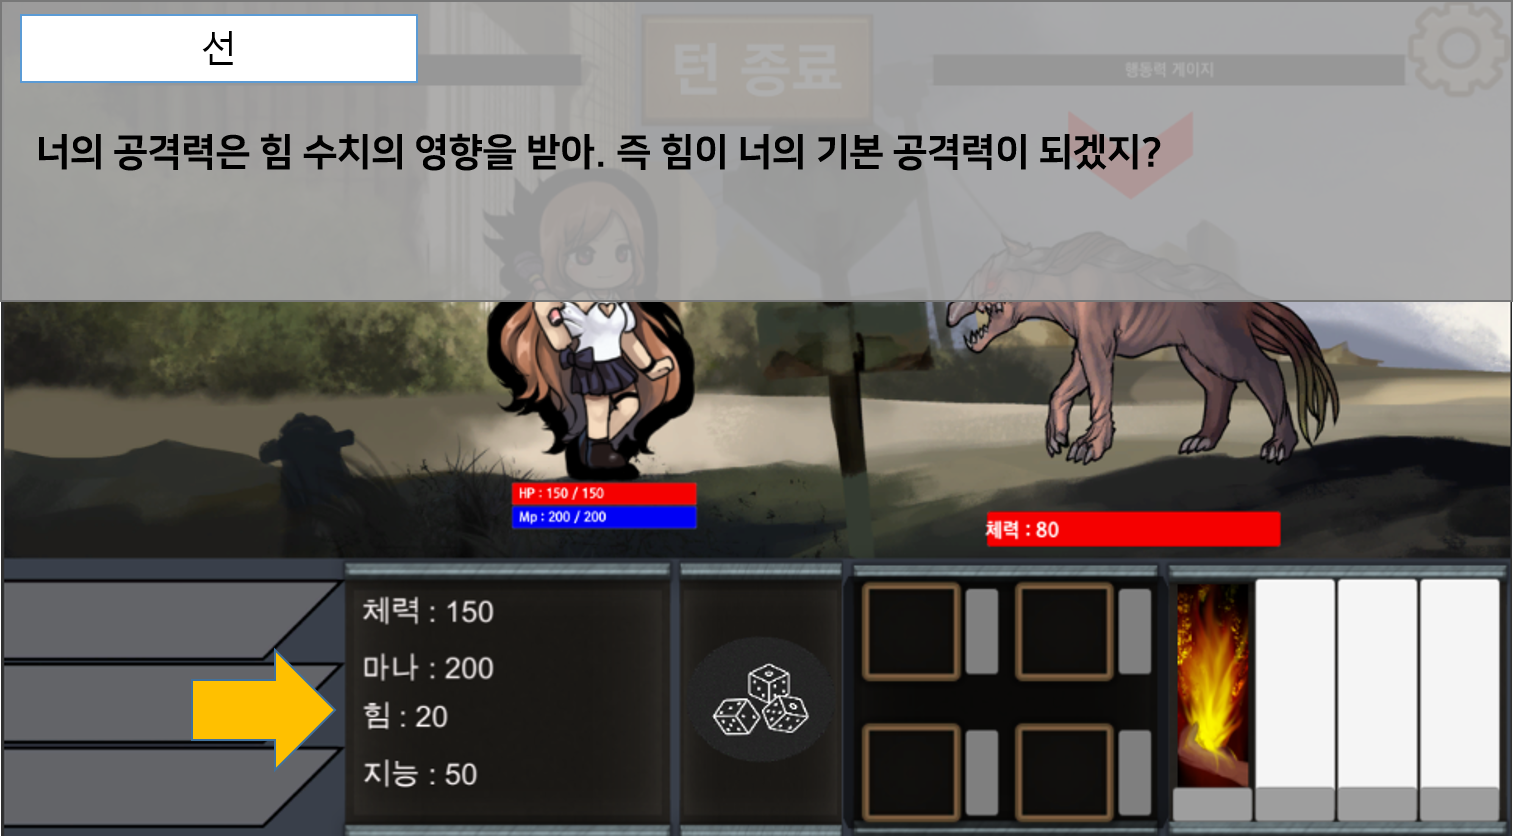 선
턴 종료
행동력 게이지
너의 공격력은 힘 수치의 영향을 받아. 즉 힘이 너의 기본 공격력이 되겠지?
HP : 150 / 150
Mp : 200 / 200
체력 : 80
체력 : 150
마나 : 200
힘 : 20
지능 : 50